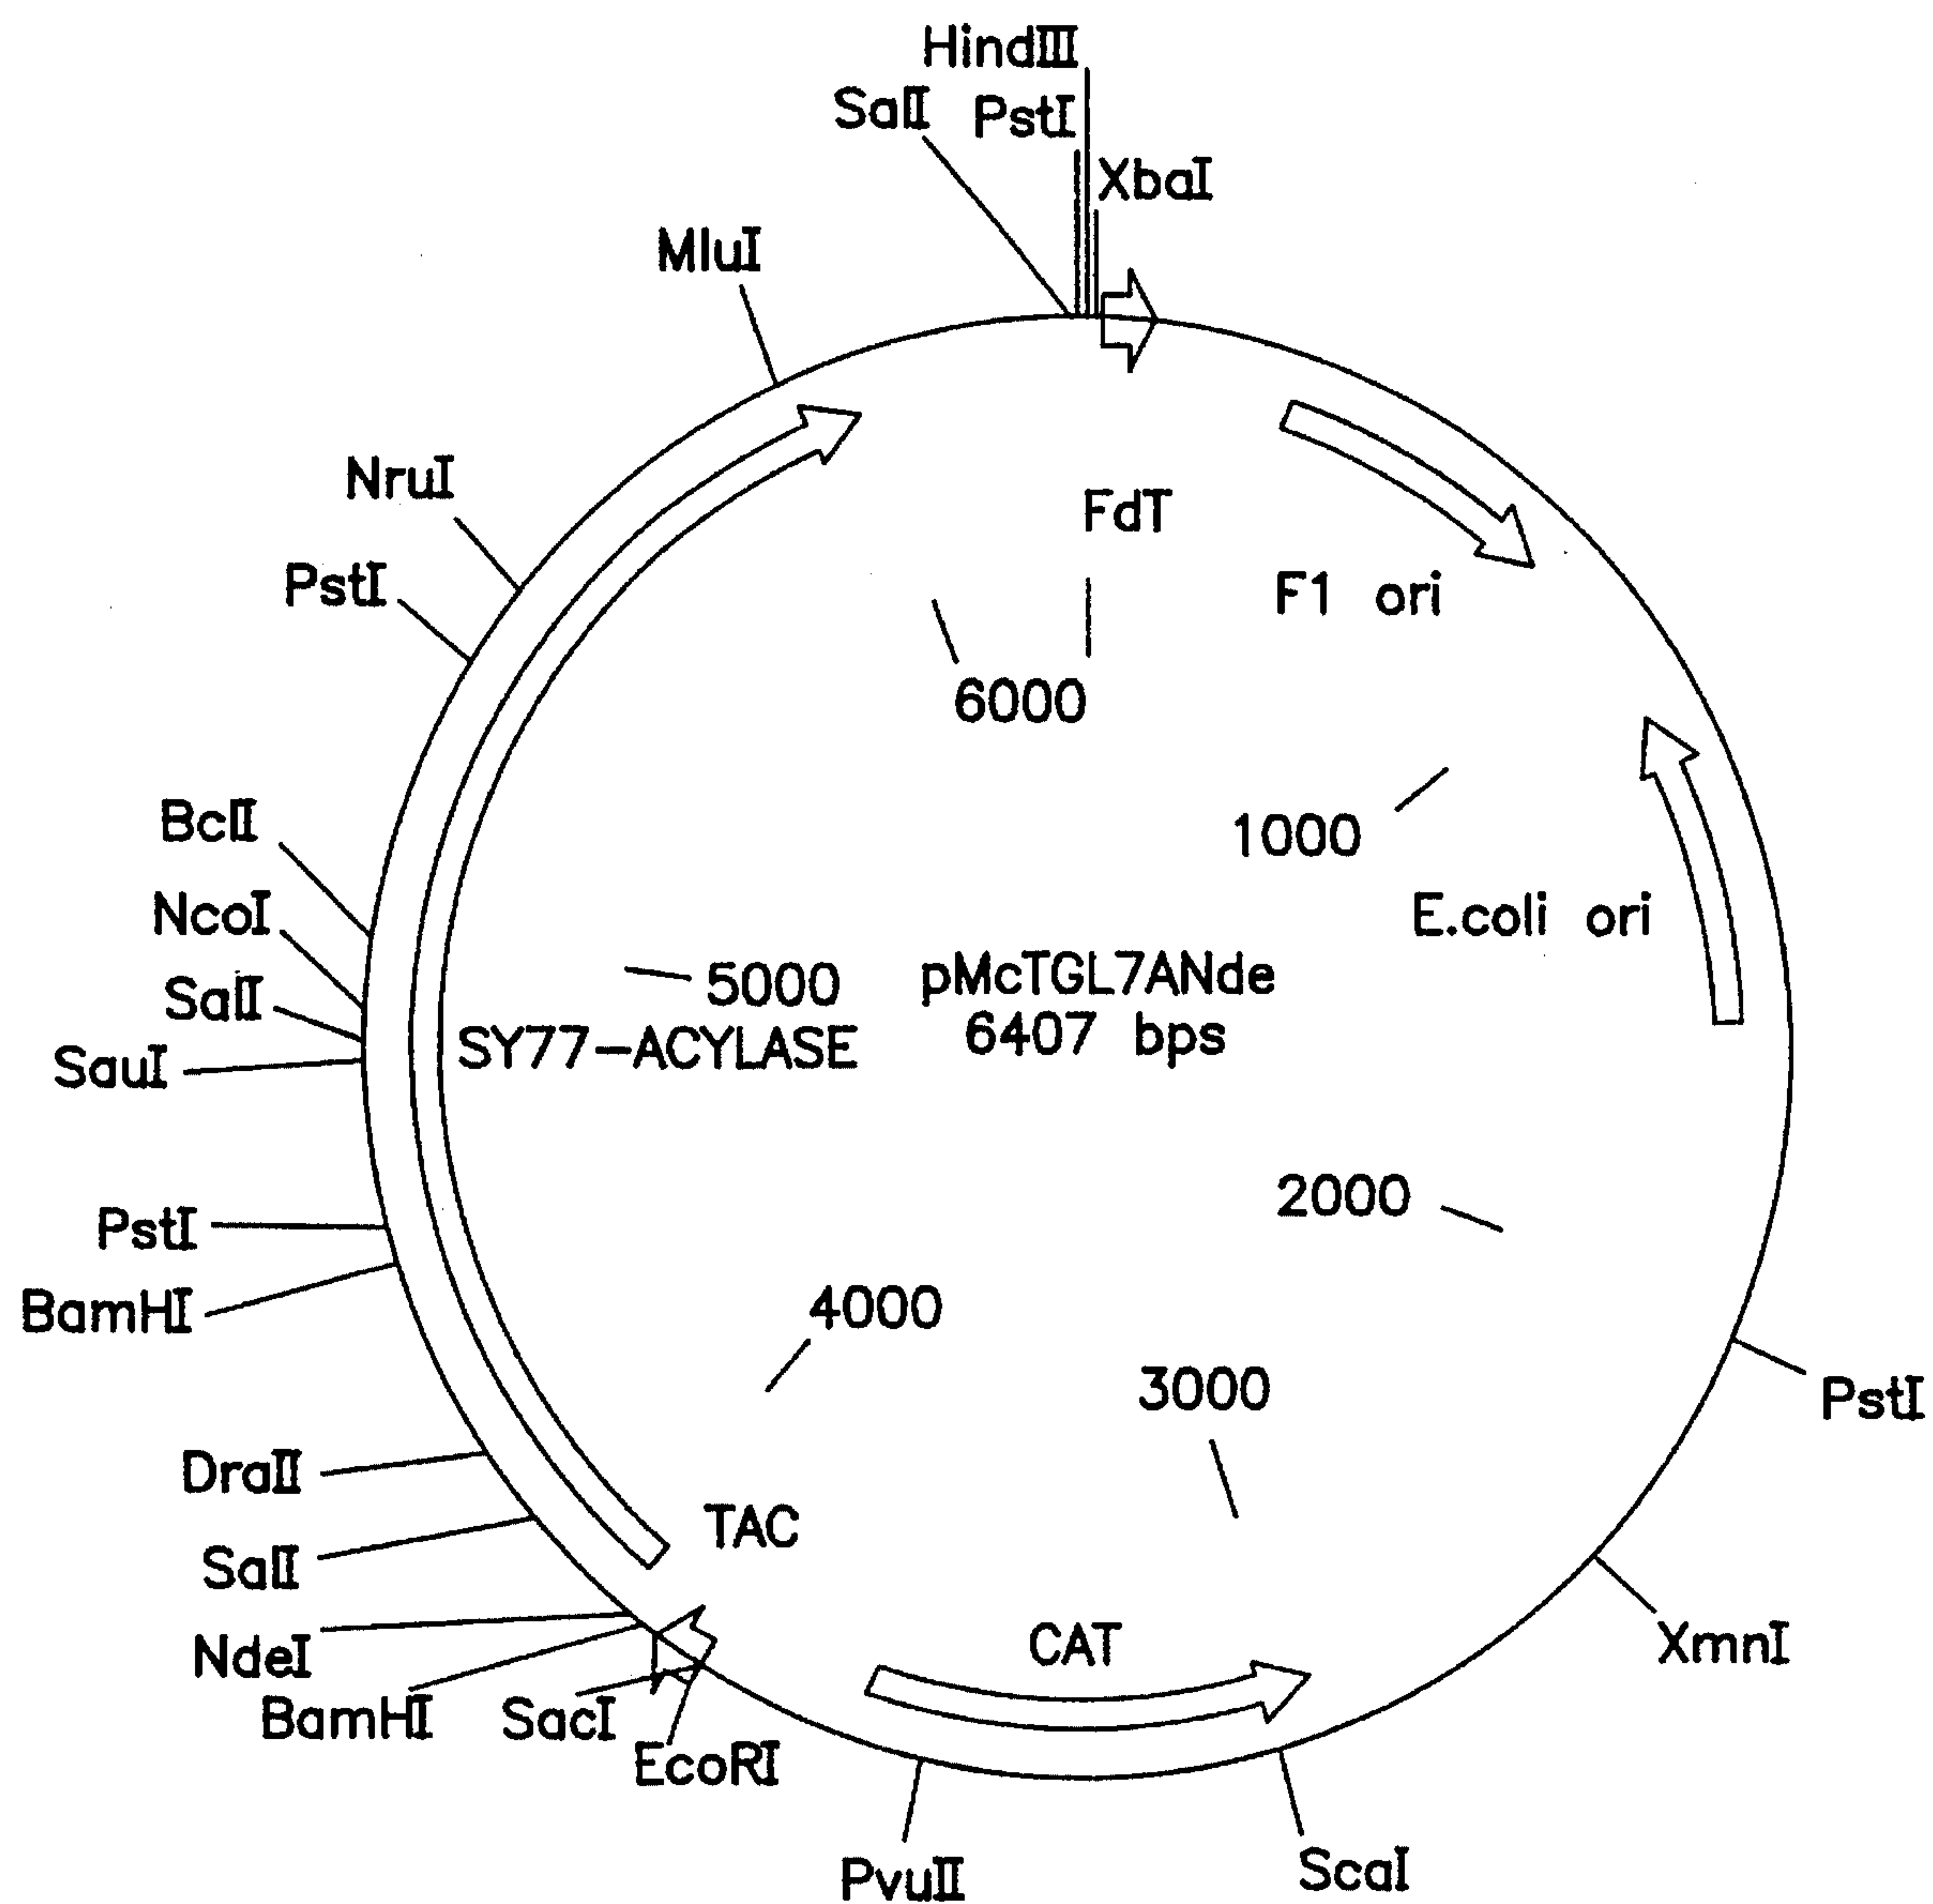 HindIII
SalI PstI
XbaI
MluI
NruI
FdT
PstI
F1 ori
6000
BclI
1000
NcoI
E.coli ori
SalI
5000
pMcTGL7ANde
SauI
SY77-ACYLASE
6407 bps
2000
PstI
BamHI
4000
3000
PstI
DraII
TAC
SalI
NdeI
CAT
XmnI
BamHI
SacI
EcoRI
PvuII
ScaI